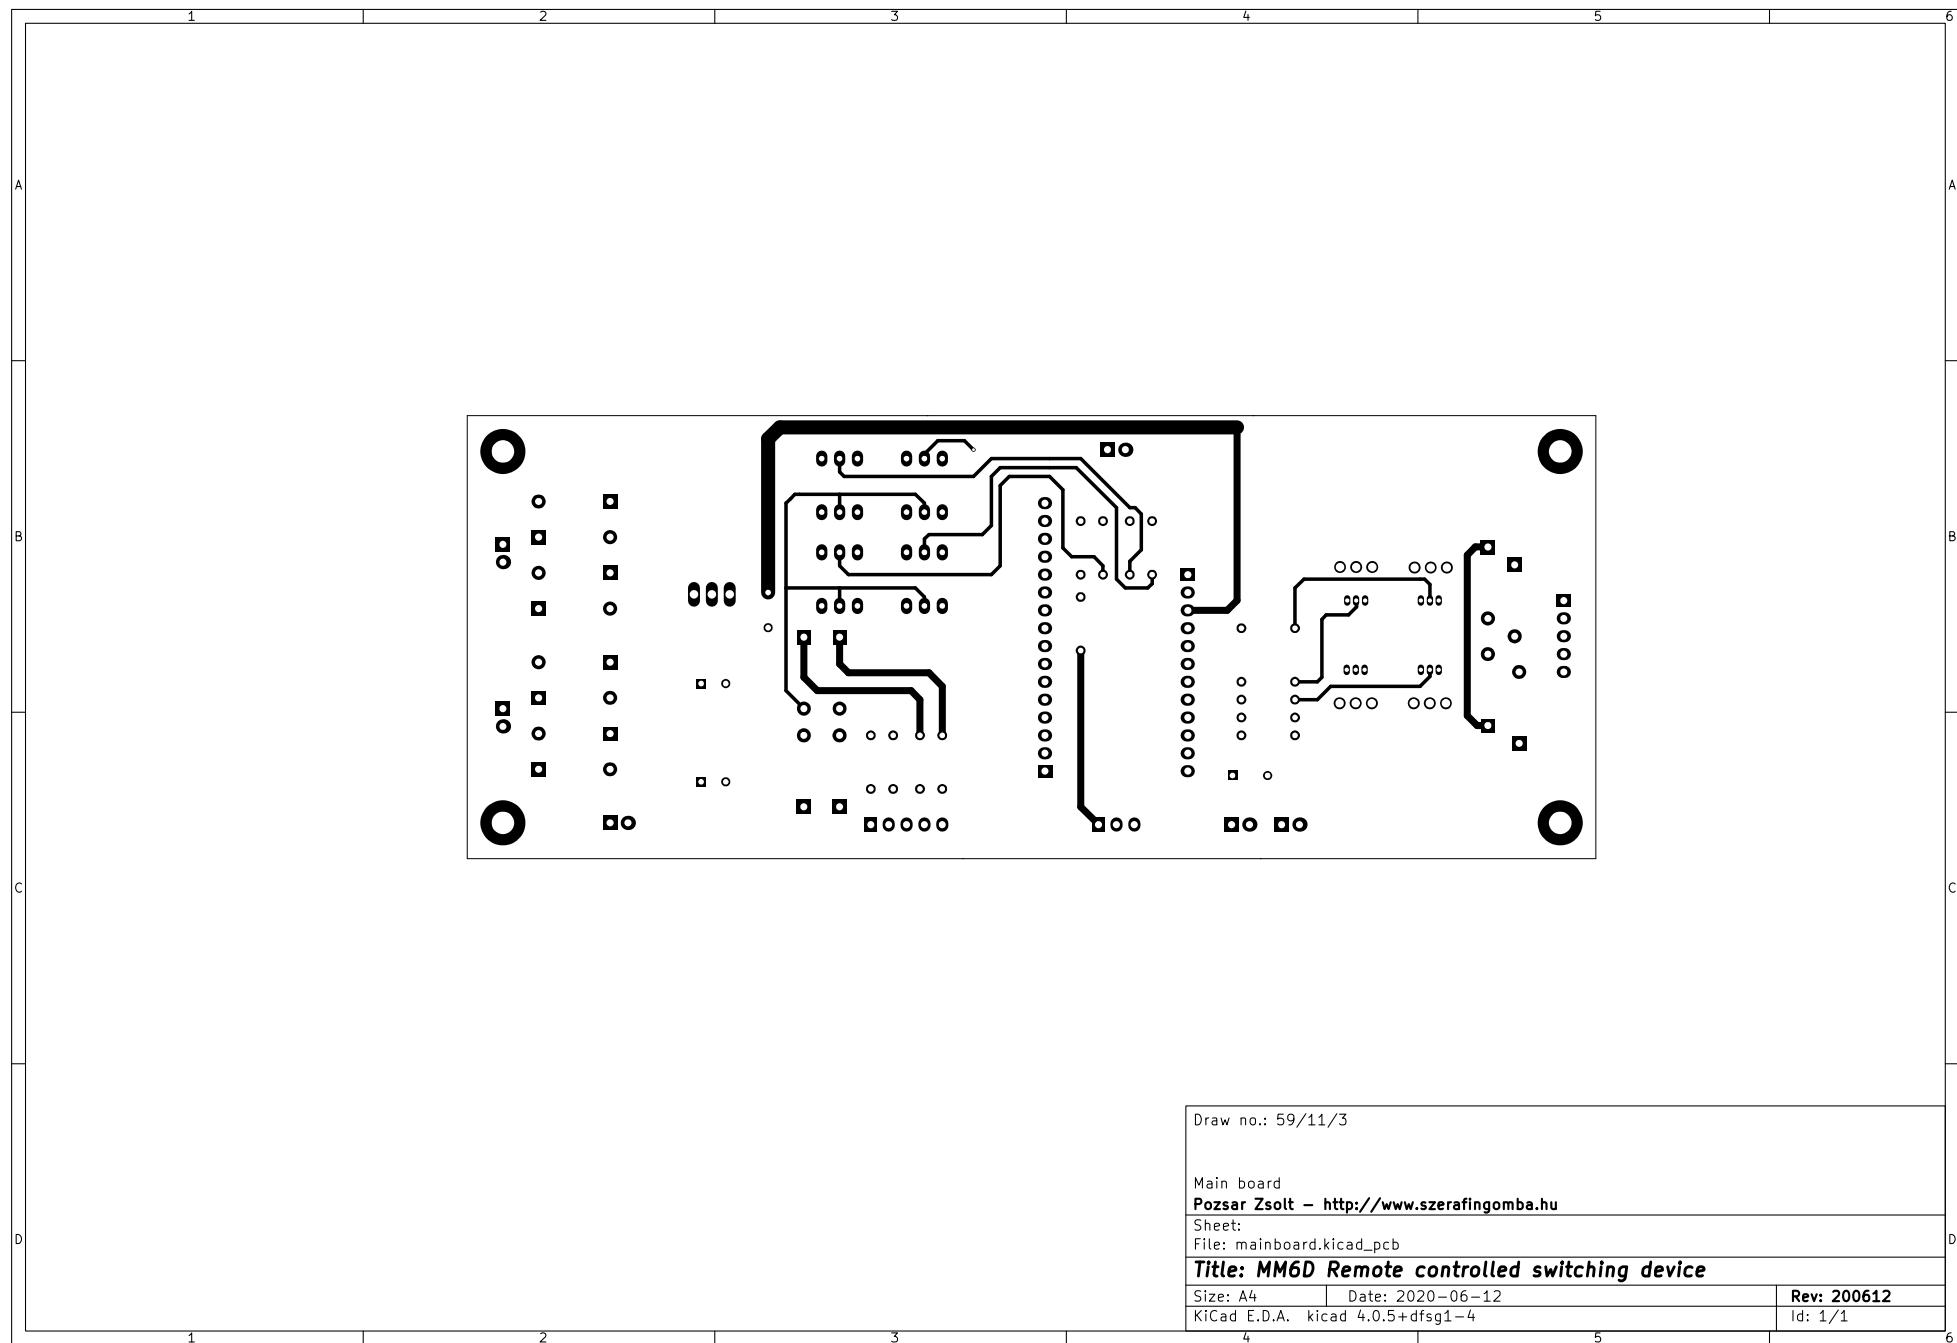 1 2 3 4 5 6
A A
B B
C C
Draw no.: 59/11/3
Main board
Pozsar Zsolt – http://www.szerafingomba.hu
Sheet:
File: mainboard.kicad_pcb
D D
Title: MM6D Remote controlled switching device
Size: A4 Date: 2020-06-12 Rev: 200612
KiCad E.D.A. kicad 4.0.5+dfsg1-4 Id: 1/1
1 2 3 4 5 6